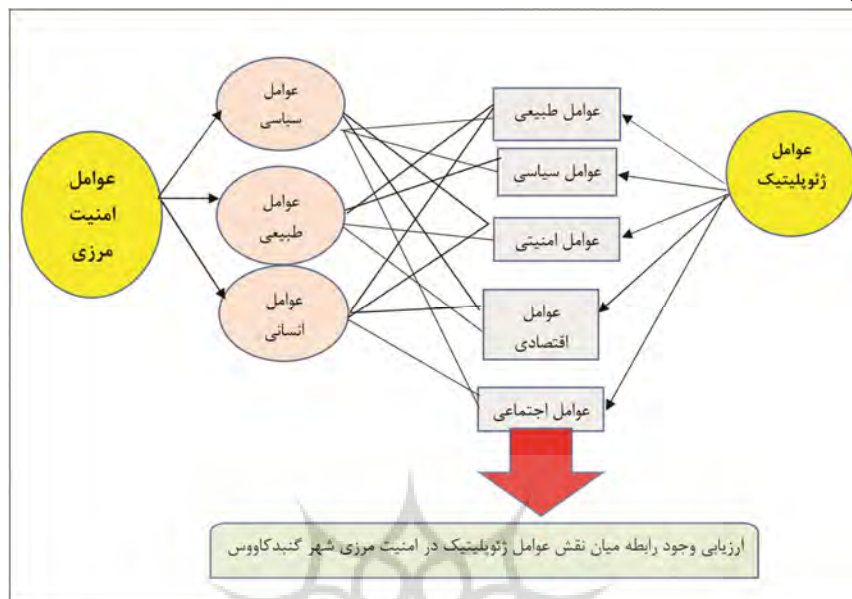 عوامل
ژئوپلیتیک
عوامل طبیعی
عوامل سیاسی
عوامل امنیتی
عوامل
اقتصادی
عوامل اجتماعی
عوامل
سیاسی
عوامل
طبیعی
عوامل
انسانی
عوامل
امنیت
مرزی
ارزیابی وجود رابطه میان نقش عوامل ژئوپلیتیک در امنیت مرزی شهر گنبدکاووس